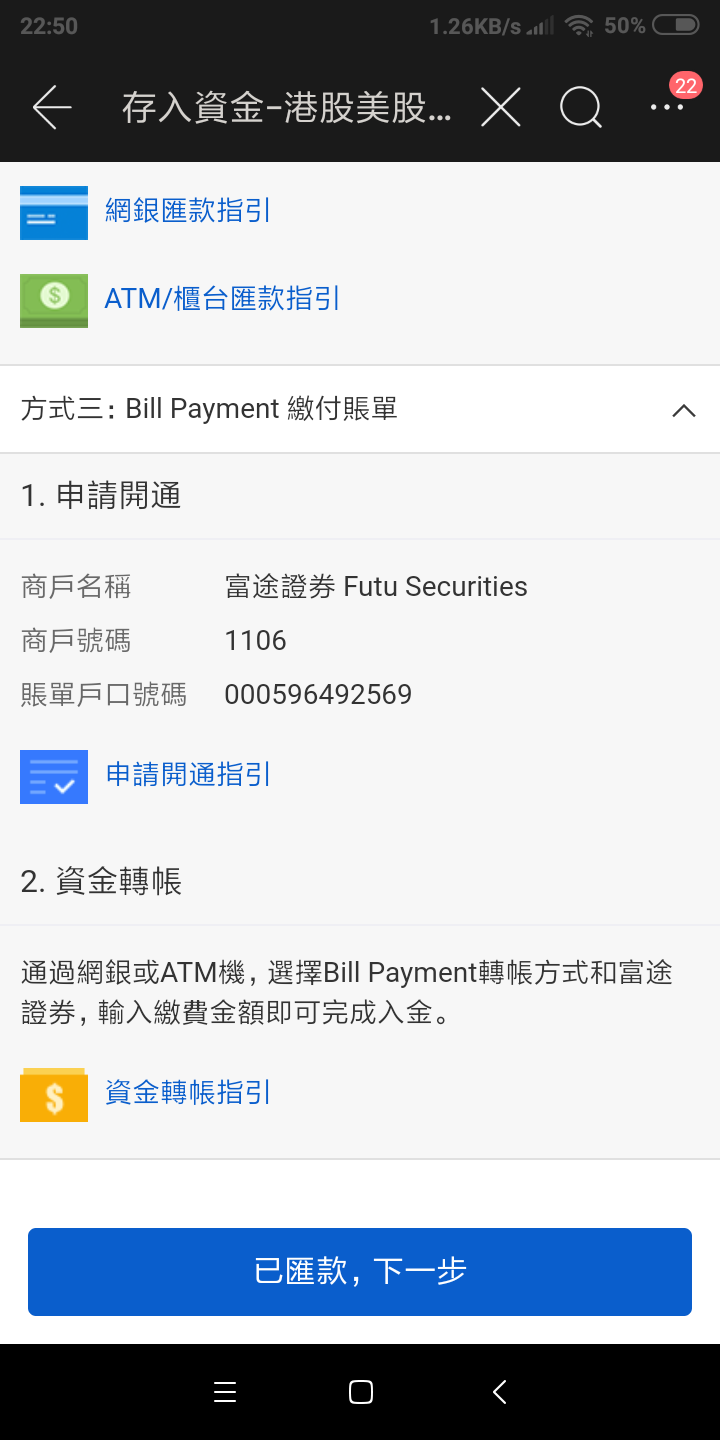 22:50 1.26KB/s 50%
存入資金-港股美股... 22
網銀匯款指引
ATM/櫃台匯款指引
方式三: Bill Payment 繳付賬單
1. 申請開通
商戶名稱 富途證券 Futu Securities
商戶號碼 1106
賬單戶口號碼 000596492569
申請開通指引
2. 資金轉帳
通過網銀或ATM機, 選擇Bill Payment轉帳方式和富途
證券, 輸入繳費金額即可完成入金。
資金轉帳指引
已匯款, 下一步